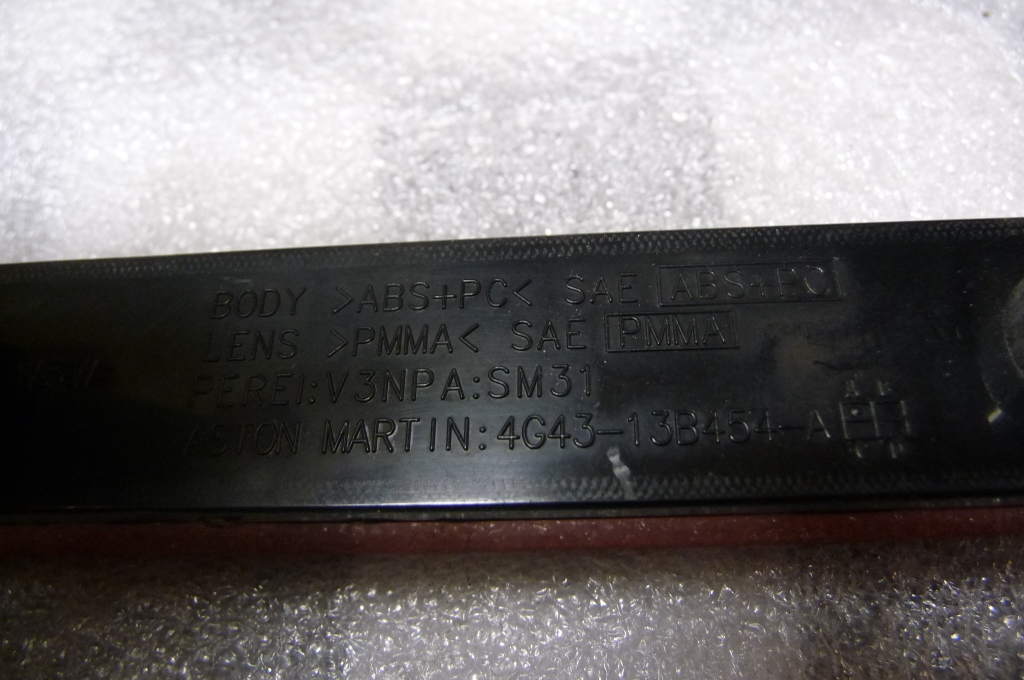 BODY >ABS+PC< SAE ABS+PC
LENS >PMMA< SAE PMMA
PEREI:V3NPA:SM31
ASTON MARTIN:4G43-13B454-A